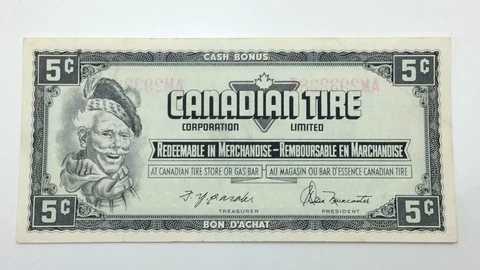 CASH BONUS
5¢ 5¢
CANADIAN TIRE
CORPORATION LIMITED
REDEEMABLE IN MERCHANDISE – REMBOURSABLE EN MARCHANDISE
AT CANADIAN TIRE STORE OR GAS BAR AU MAGASIN OU BAR D'ESSENCE CANADIAN TIRE
TREASURER PRESIDENT
5¢ 5¢
BON D'ACHAT